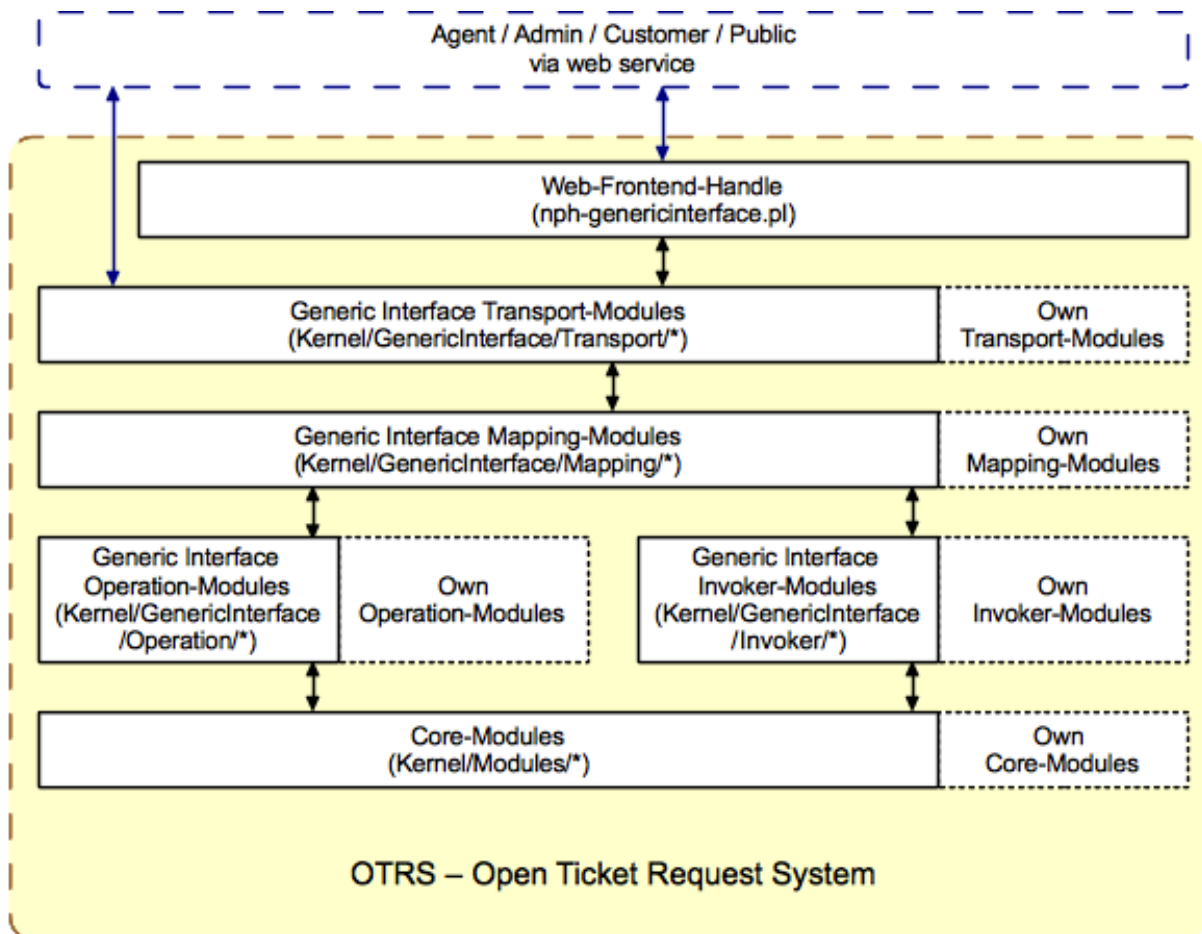 Agent / Admin / Customer / Public
via web service
Web-Frontend-Handle
(nph-genericinterface.pl)
Generic Interface Transport-Modules
(Kernel/GenericInterface/Transport/*)
Own
Transport-Modules
Generic Interface Mapping-Modules
(Kernel/GenericInterface/Mapping/*)
Own
Mapping-Modules
Generic Interface
Operation-Modules
(Kernel/GenericInterface
/Operation/*)
Own
Operation-Modules
Generic Interface
Invoker-Modules
(Kernel/GenericInterface
/Invoker/*)
Own
Invoker-Modules
Core-Modules
(Kernel/Modules/*)
Own
Core-Modules
OTRS – Open Ticket Request System